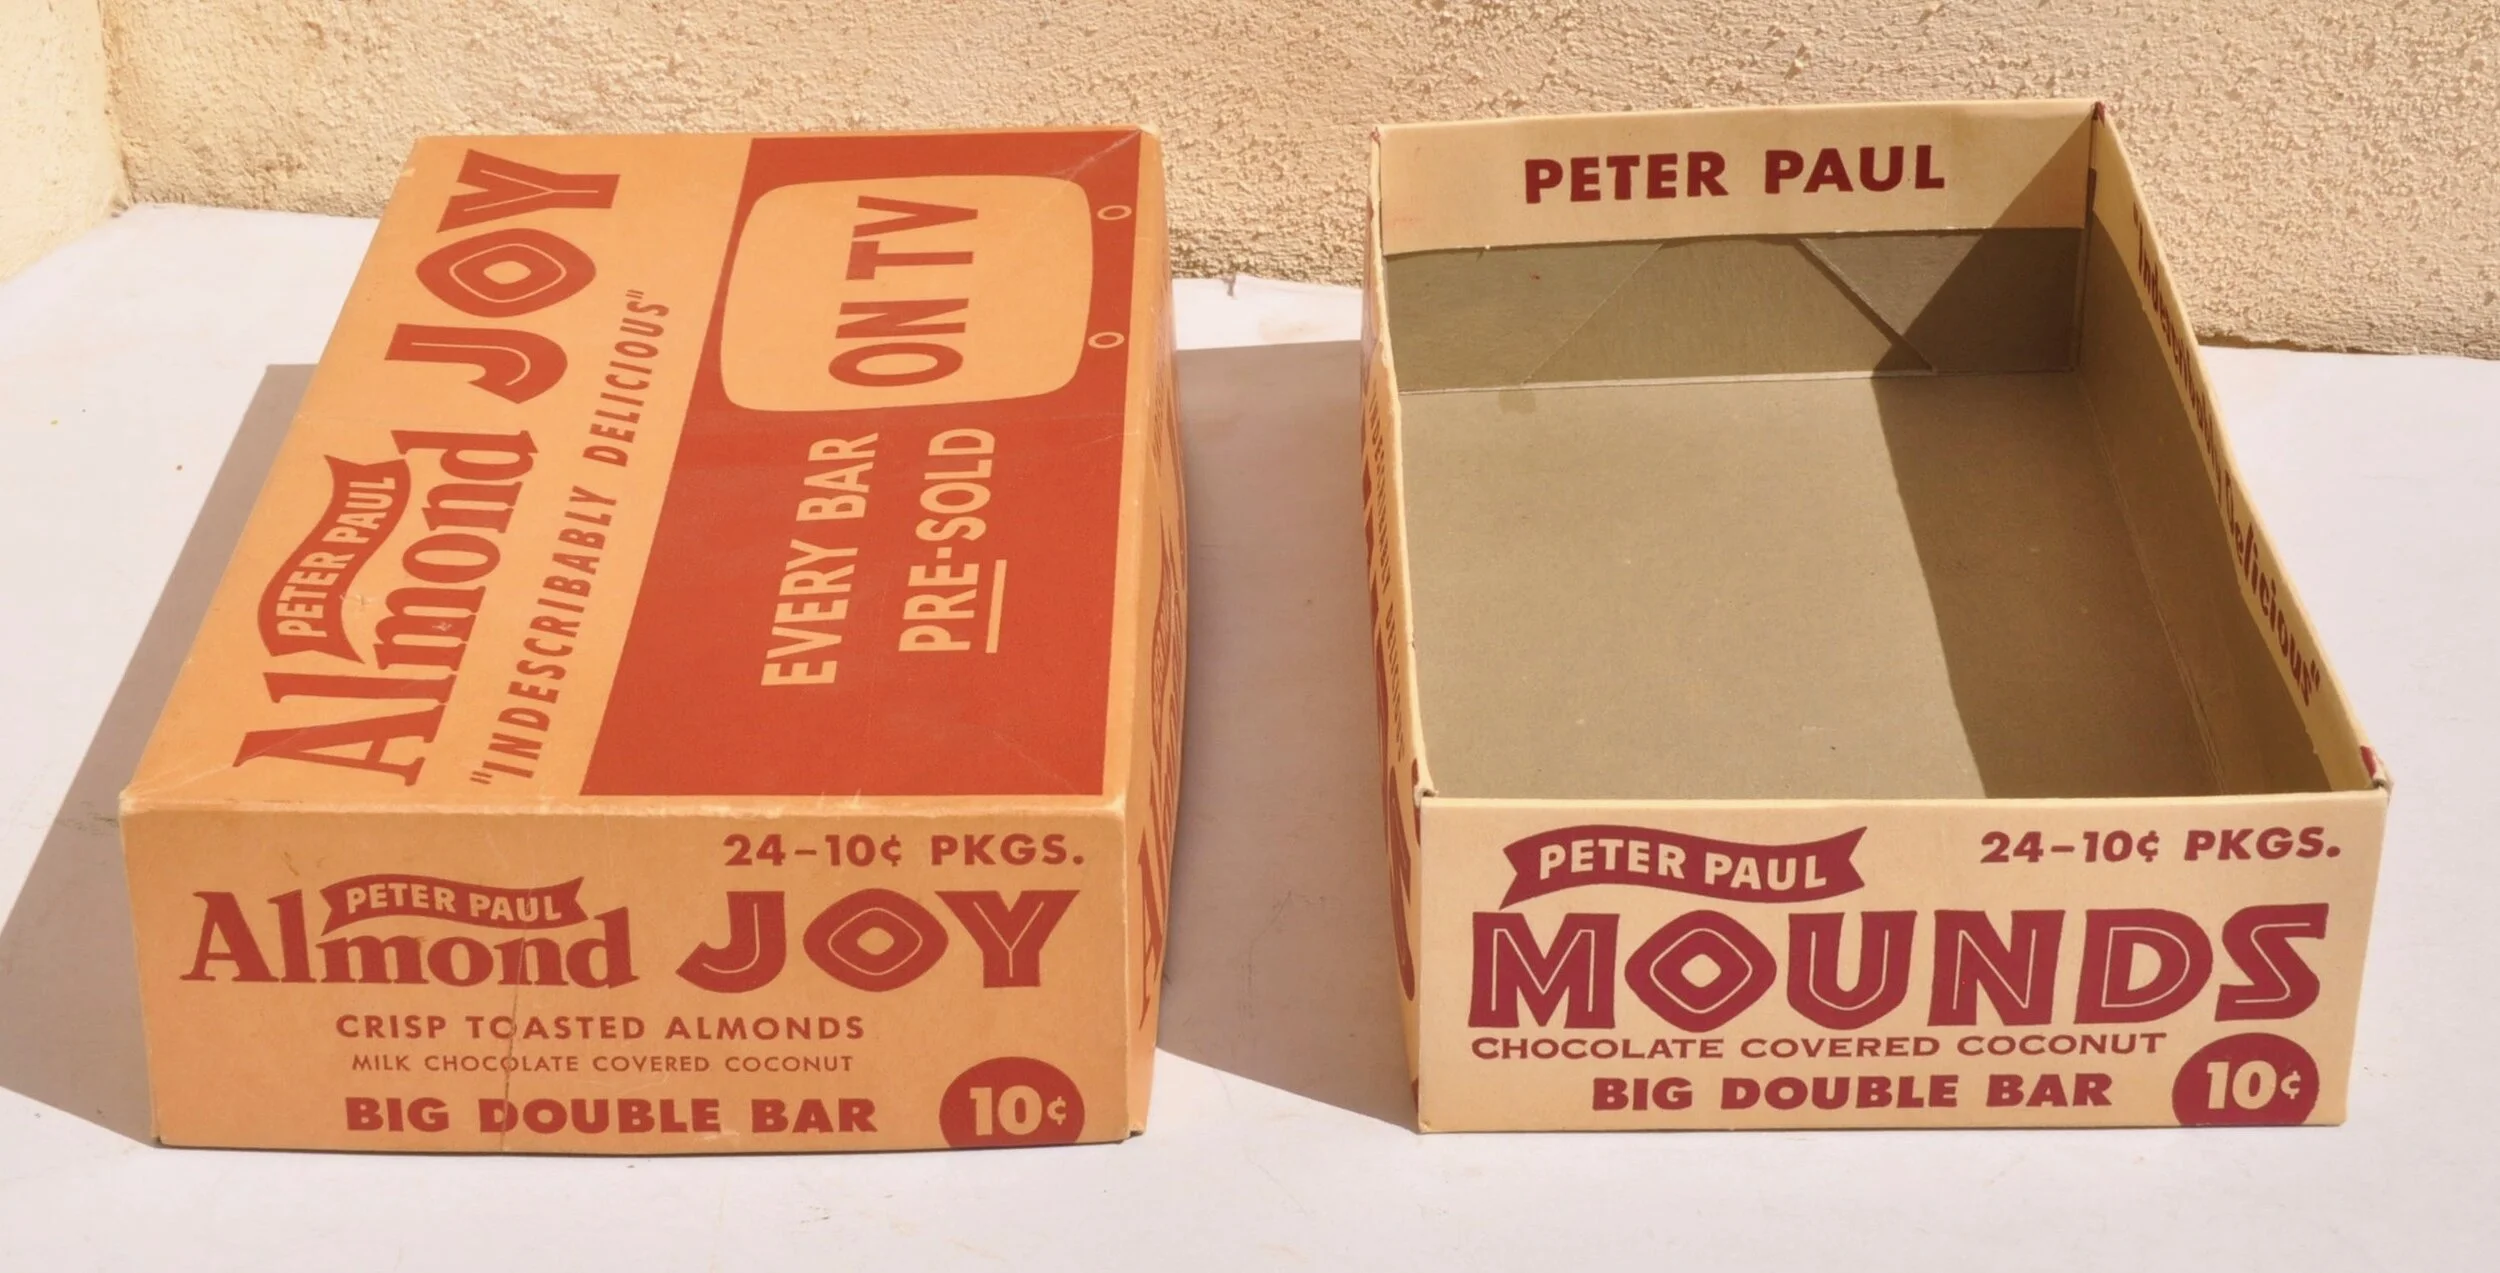 PETER PAUL
Almond JOY
"INDESCRIBABLY DELICIOUS"
EVERY BAR
PRE-SOLD
ON TV
24-10¢ PKGS.
PETER PAUL
Almond JOY
CRISP TOASTED ALMONDS
MILK CHOCOLATE COVERED COCONUT
BIG DOUBLE BAR
10¢
PETER PAUL
"Indescribably Delicious"
PETER PAUL
24-10¢ PKGS.
MOUNDS
CHOCOLATE COVERED COCONUT
BIG DOUBLE BAR
10¢